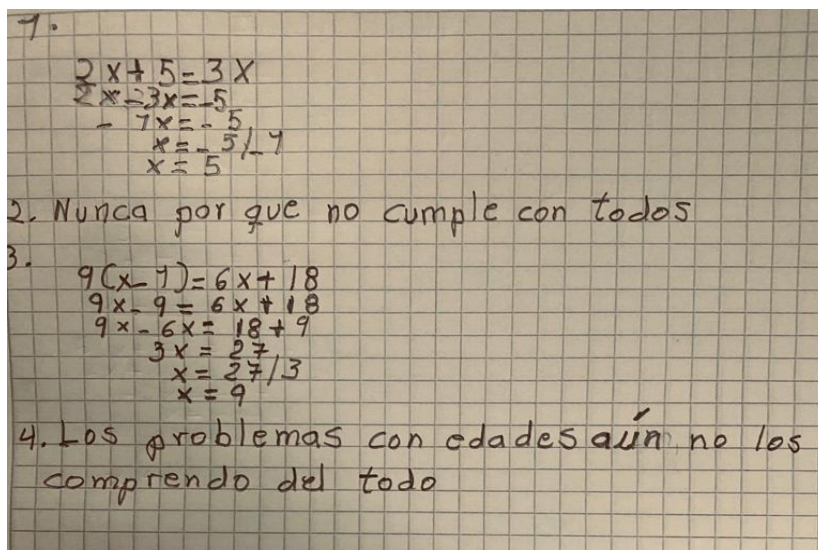 1.
2x+5=3x
2x-3x=-5
-1x=-5
x=-5/-1
x=5
2. Nunca por que no cumple con todos
3.
9(x-1)=6x+18
9x-9=6x+18
9x-6x=18+9
3x=27
x=27/3
x=9
4. Los problemas con edades aún no los
comprendo del todo